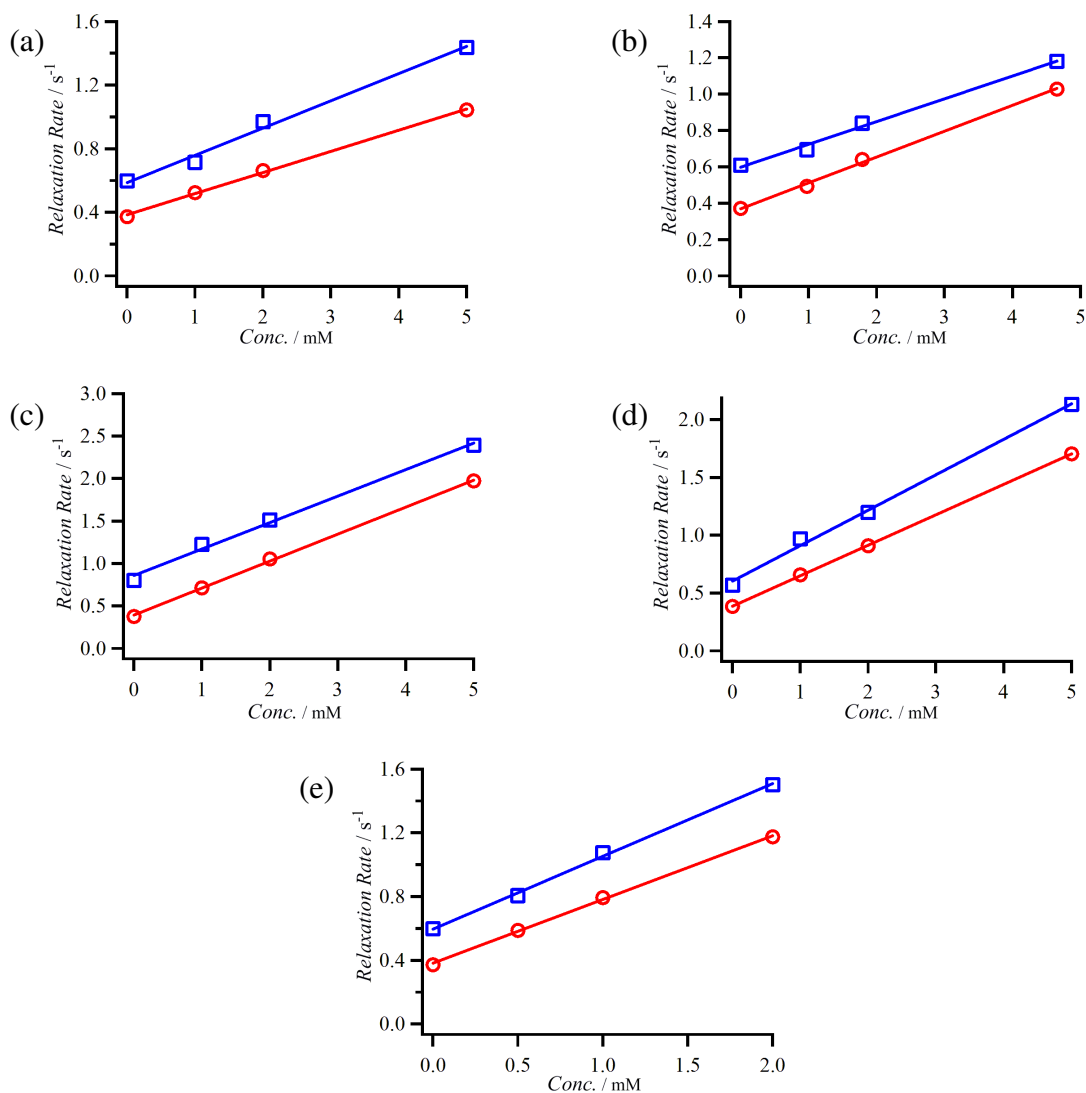 (a)
Relaxation Rate / s-1
1.6
1.2
0.8
0.4
0.0
0 1 2 3 4 5
Conc. / mM
(b)
Relaxation Rate / s-1
1.4
1.2
1.0
0.8
0.6
0.4
0.2
0.0
0 1 2 3 4 5
Conc. / mM
(c)
Relaxation Rate / s-1
3.0
2.5
2.0
1.5
1.0
0.5
0.0
0 1 2 3 4 5
Conc. / mM
(d)
Relaxation Rate / s-1
2.0
1.5
1.0
0.5
0.0
0 1 2 3 4 5
Conc. / mM
(e)
Relaxation Rate / s-1
1.6
1.2
0.8
0.4
0.0
0.0 0.5 1.0 1.5 2.0
Conc. / mM